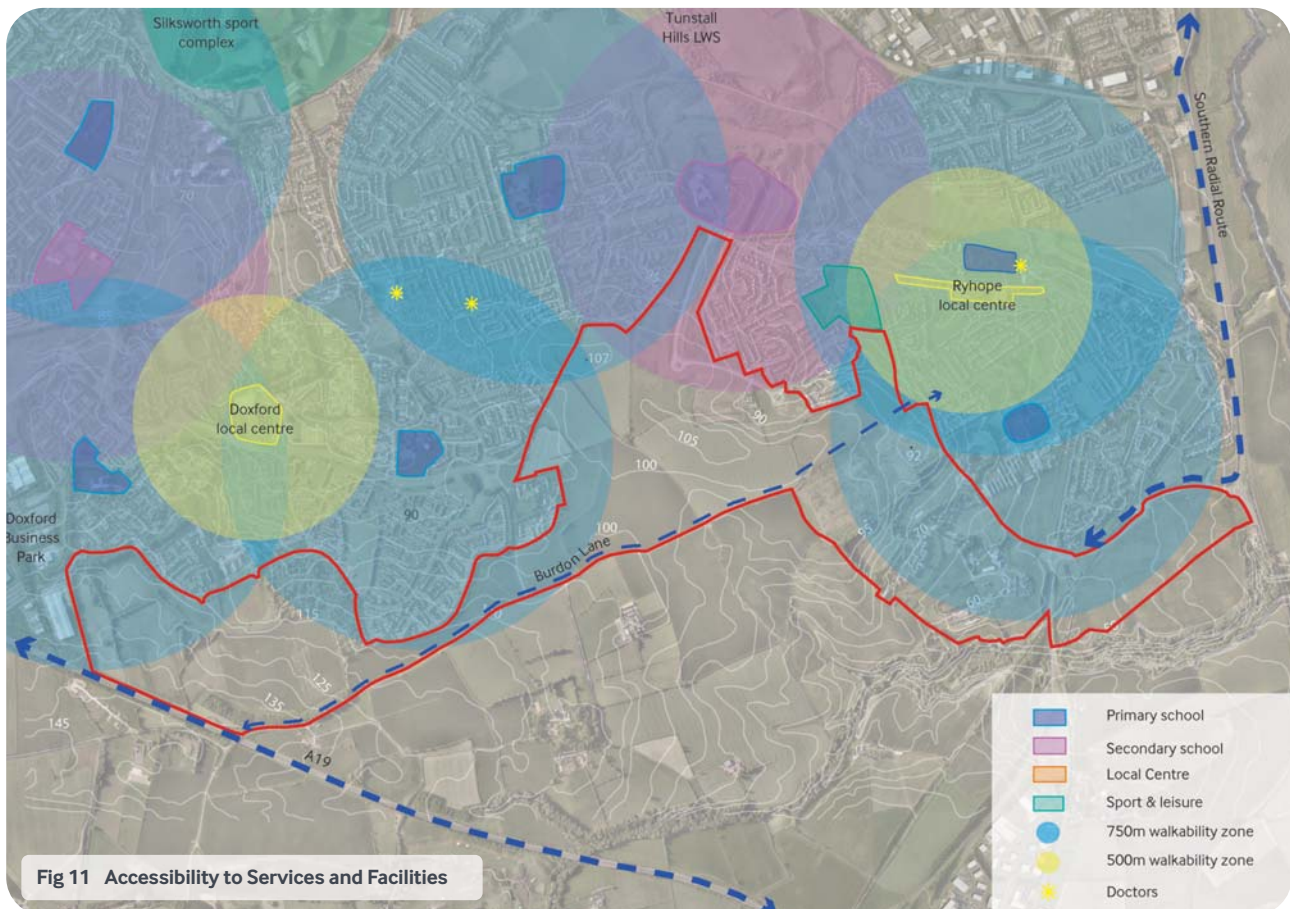 Silksworth sport
complex
Tunstall
Hills LWS
Southern Radial Route
Ryhope
local centre
107
Doxford
local centre
90
105
100
92
90
Doxford
Business
Park
100
Burdon Lane
115
125
135
145
A19
60
Primary school
Secondary school
Local Centre
Sport & leisure
750m walkability zone
500m walkability zone
Doctors
Fig 11 Accessibility to Services and Facilities